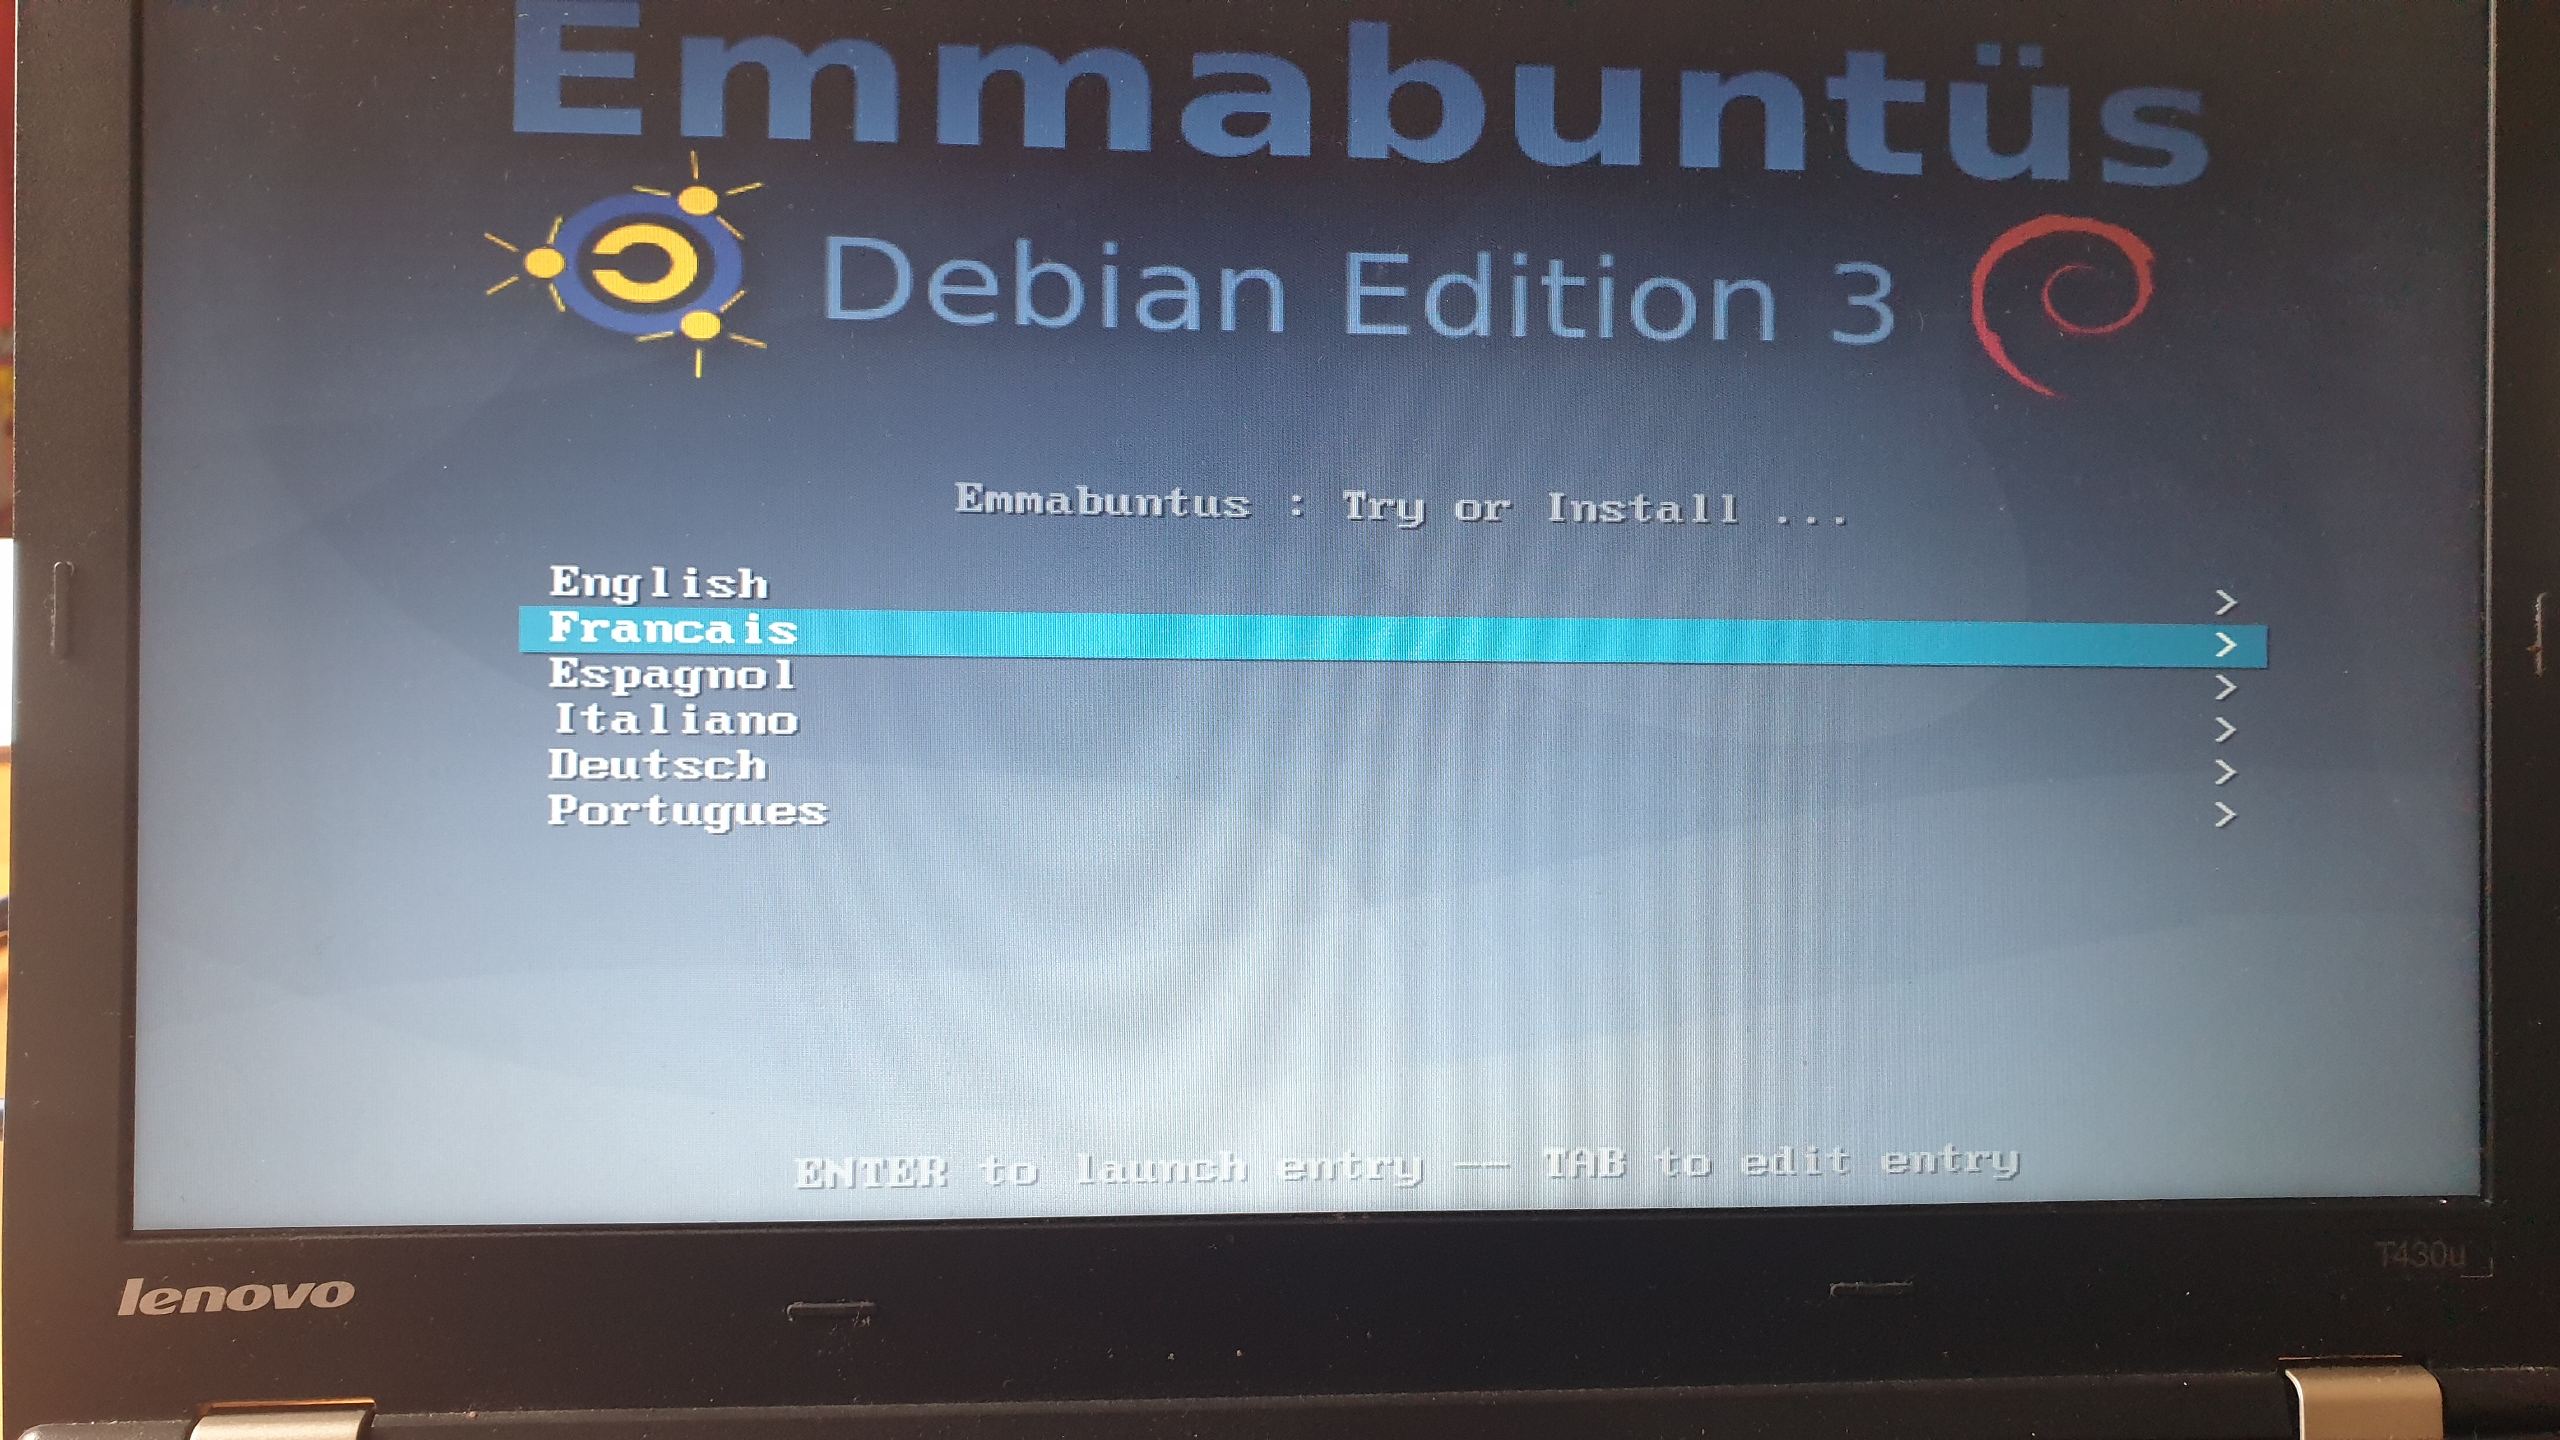 Emmabuntüs
Debian Edition 3
Emmabuntus : Try or Install ...
English >
Francais >
Espagnol >
Italiano >
Deutsch >
Portugues >
ENTER to launch entry -- TAB to edit entry
lenovo
T430u